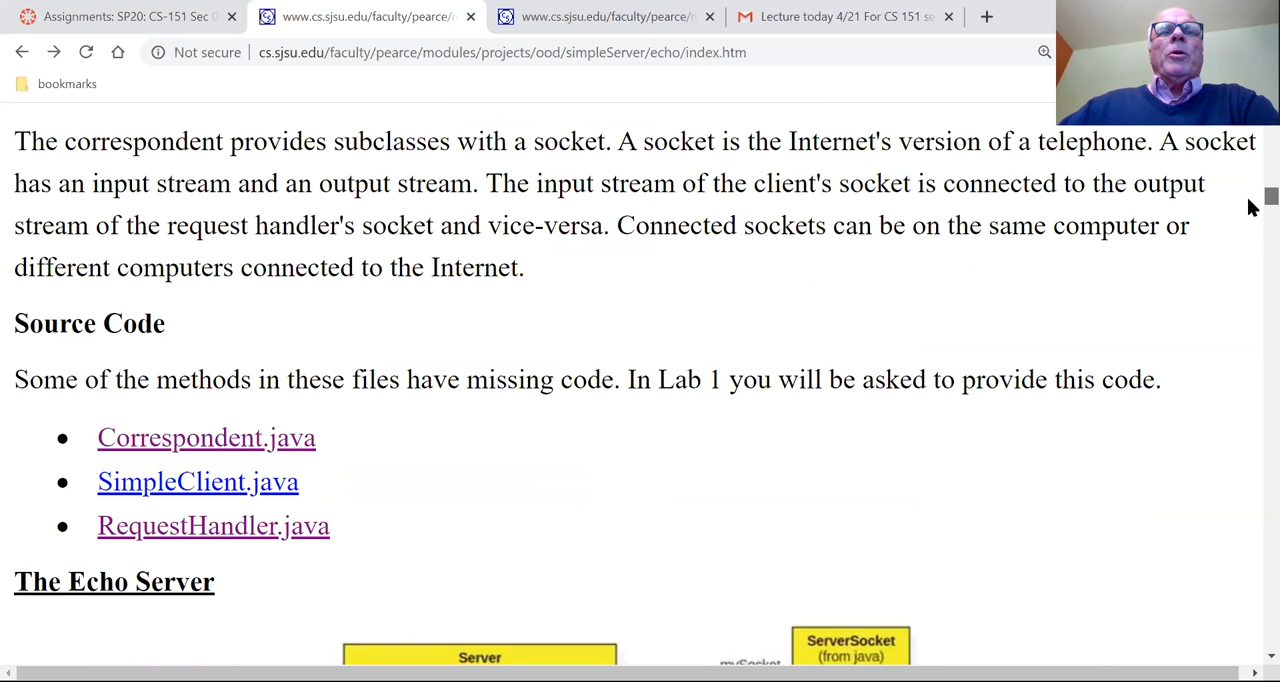 Assignments: SP20: CS-151 Sec
www.cs.sjsu.edu/faculty/pearce/
www.cs.sjsu.edu/faculty/pearce/
Lecture today 4/21 For CS 151 se
Not secure
cs.sjsu.edu/faculty/pearce/modules/projects/ood/simpleServer/echo/index.htm
bookmarks
The correspondent provides subclasses with a socket. A socket is the Internet's version of a telephone. A socket
has an input stream and an output stream. The input stream of the client's socket is connected to the output
stream of the request handler's socket and vice-versa. Connected sockets can be on the same computer or
different computers connected to the Internet.
Source Code
Some of the methods in these files have missing code. In Lab 1 you will be asked to provide this code.
• Correspondent.java
• SimpleClient.java
• RequestHandler.java
The Echo Server
ServerSocket
(from java)
Server